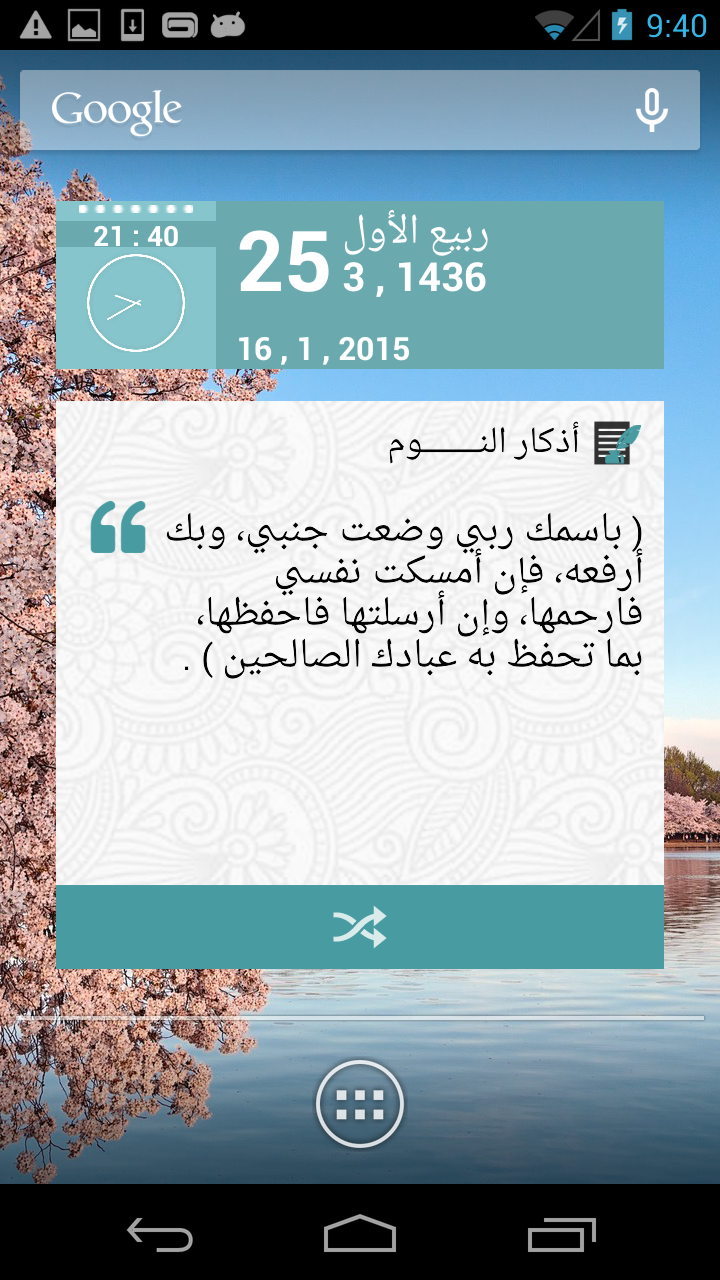 9:40
Google
21 : 40
25
ربيع الأول
3 , 1436
16 , 1 , 2015
أذكار النـــــوم
( باسمك ربي وضعت جنبي، وبك
أرفعه، فإن أمسكت نفسي
فارحمها، وإن أرسلتها فاحفظها،
بما تحفظ به عبادك الصالحين ) .